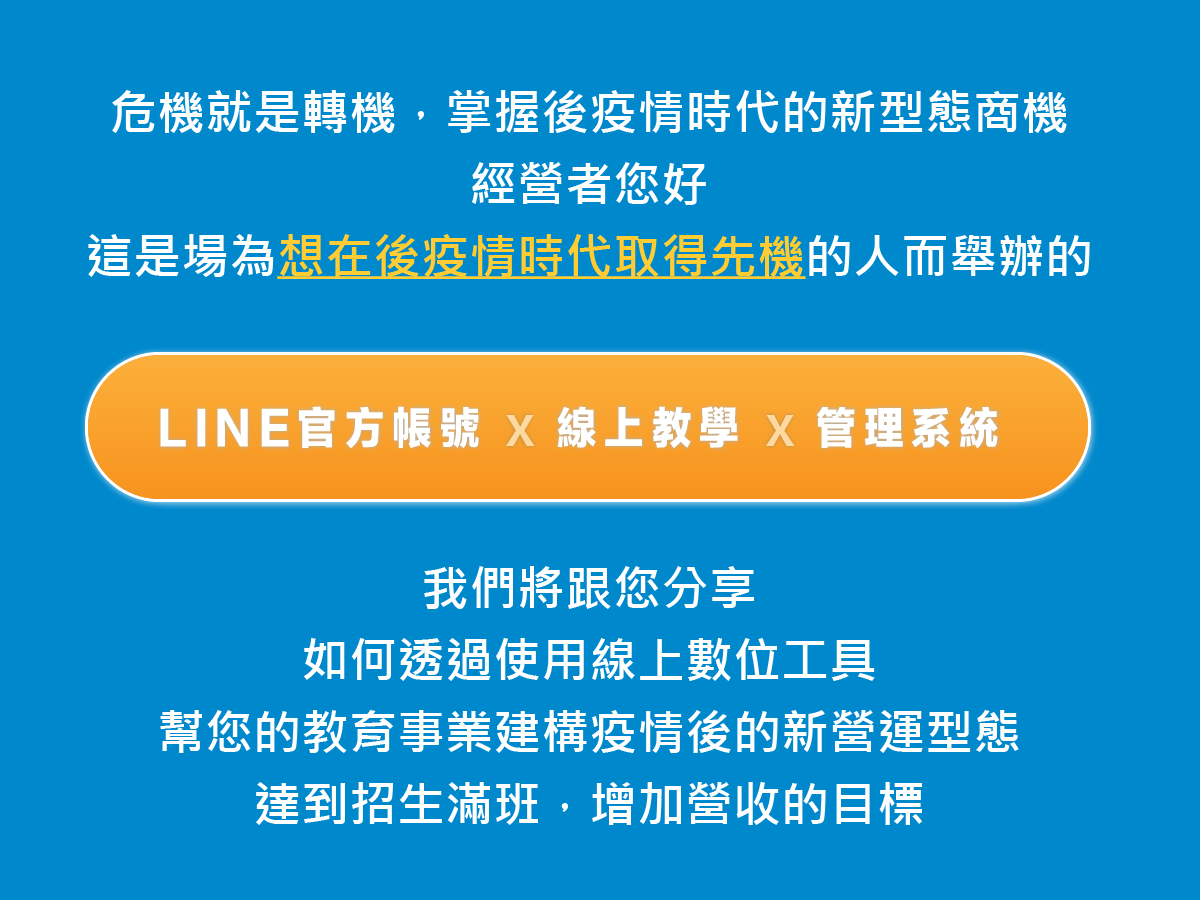 危機就是轉機，掌握後疫情時代的新型態商機
經營者您好
這是場為想在後疫情時代取得先機的人而舉辦的
LINE官方帳號 X 線上教學 X 管理系統
我們將跟您分享
如何透過使用線上數位工具
幫您的教育事業建構疫情後的新營運型態
達到招生滿班，增加營收的目標